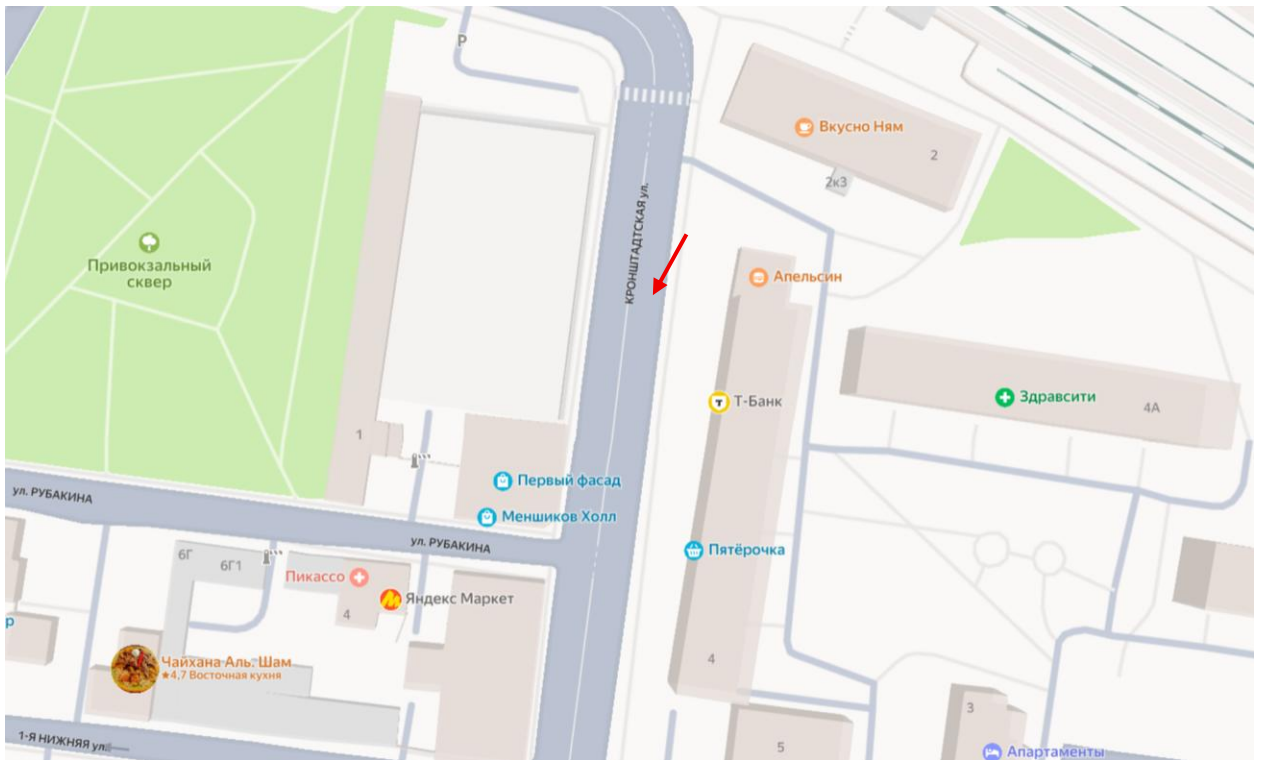 P
Вкусно Ням
2
2к3
КРОНШТАДТСКАЯ ул.
Привокзальный
сквер
Апельсин
Т
Т-Банк
Здравсити
4А
1
Первый фасад
ул. РУБАКИНА
Меншиков Холл
ул. РУБАКИНА
Пятёрочка
6Г
6Г1
Пикассо
Яндекс Маркет
4
р
Чайхана Аль. Шам
★4,7 Восточная кухня
4
3
1-Я НИЖНЯЯ ул.
5
Апартаменты